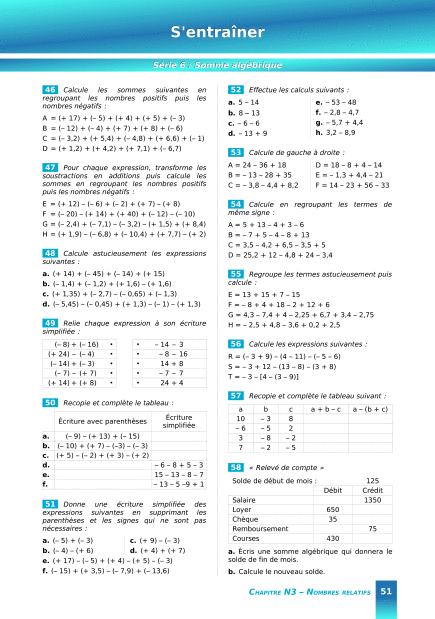 S'entraîner
Série 6 : Somme algébrique
46 Calcule les sommes suivantes en
regroupant les nombres positifs puis les
nombres négatifs :
A = (+ 17) + (– 5) + (+ 4) + (+ 5) + (– 3)
B = (– 12) + (– 4) + (+ 7) + (+ 8) + (– 6)
C = (– 3,2) + (+ 5,4) + (– 4,8) + (+ 6,6) + (– 1)
D = (+ 1,2) + (+ 4,2) + (+ 7,1) + (– 6,7)
47 Pour chaque expression, transforme les
soustractions en additions puis calcule les
sommes en regroupant les nombres positifs
puis les nombres négatifs :
E = (+ 12) – (– 6) + (– 2) + (+ 7) – (+ 8)
F = (– 20) – (+ 14) + (+ 40) + (– 12) – (– 10)
G = (– 2,4) + (– 7,1) – (– 3,2) – (+ 1,5) + (+ 8,4)
H = (+ 1,9) – (– 6,8) + (– 10,4) + (+ 7,7) – (+ 2)
48 Calcule astucieusement les expressions
suivantes :
a. (+ 14) + (– 45) + (– 14) + (+ 15)
b. (– 1,4) + (– 1,2) + (+ 1,6) – (+ 1,6)
c. (+ 1,35) + (– 2,7) – (– 0,65) + (– 1,3)
d. (– 5,45) – (– 0,45) + (+ 1,3) – (– 1) – (+ 1,3)
49 Relie chaque expression à son écriture
simplifiée :
(– 8) + (– 16) • • – 14 – 3
(+ 24) – (– 4) • • – 8 – 16
(– 14) + (– 3) • • 14 + 8
(– 7) – (+ 7) • • – 7 – 7
(+ 14) + (+ 8) • • 24 + 4
50 Recopie et complète le tableau :
Écriture avec parenthèses Écriture
simplifiée
a. (– 9) – (+ 13) + (– 15)
b. (– 10) + (+ 7) – (–3) – (– 3)
c. (+ 5) – (– 2) + (+ 3) – (+ 2)
d. – 6 – 8 + 5 – 3
e. 15 – 13 – 8 – 7
f. – 13 – 5 –9 + 1
51 Donne une écriture simplifiée des
expressions suivantes en supprimant les
parenthèses et les signes qui ne sont pas
nécessaires :
a. (– 5) + (– 3) c. (+ 9) – (– 3)
b. (– 4) – (+ 6) d. (+ 4) + (+ 7)
e. (+ 17) – (– 5) + (+ 4) – (+ 5) – (– 3)
f. (– 15) + (+ 3,5) – (– 7,9) + (– 13,6)
52 Effectue les calculs suivants :
a. 5 – 14 e. – 53 – 48
b. 8 – 13 f. – 2,8 – 4,7
c. – 6 – 6 g. – 5,7 + 4,4
d. – 13 + 9 h. 3,2 – 8,9
53 Calcule de gauche à droite :
A = 24 – 36 + 18 D = 18 – 8 + 4 – 14
B = – 13 – 28 + 35 E = – 1,3 + 4,4 – 21
C = – 3,8 – 4,4 + 8,2 F = 14 – 23 + 56 – 33
54 Calcule en regroupant les termes de
même signe :
A = 5 + 13 – 4 + 3 – 6
B = – 7 + 5 – 4 – 8 + 13
C = 3,5 – 4,2 + 6,5 – 3,5 + 5
D = 25,2 + 12 – 4,8 + 24 – 3,4
55 Regroupe les termes astucieusement puis
calcule :
E = 13 + 15 + 7 – 15
F = – 8 + 4 + 18 – 2 + 12 + 6
G = 4,3 – 7,4 + 4 – 2,25 + 6,7 + 3,4 – 2,75
H = – 2,5 + 4,8 – 3,6 + 0,2 + 2,5
56 Calcule les expressions suivantes :
R = (– 3 + 9) – (4 – 11) – (– 5 – 6)
S = – 3 + 12 – (13 – 8) – (3 + 8)
T = – 3 – [4 – (3 – 9)]
57 Recopie et complète le tableau suivant :
a b c a + b – c a – (b + c)
10 – 3 8
– 6 – 5 2
3 – 8 – 2
7 – 2 – 5
58 « Relevé de compte »
Solde de début de mois : 125
Débit Crédit
Salaire 1350
Loyer 650
Chèque 35
Remboursement 75
Courses 430
a. Écris une somme algébrique qui donnera le
solde de fin de mois.
b. Calcule le nouveau solde.
Chapitre N3 – Nombres relatifs 51